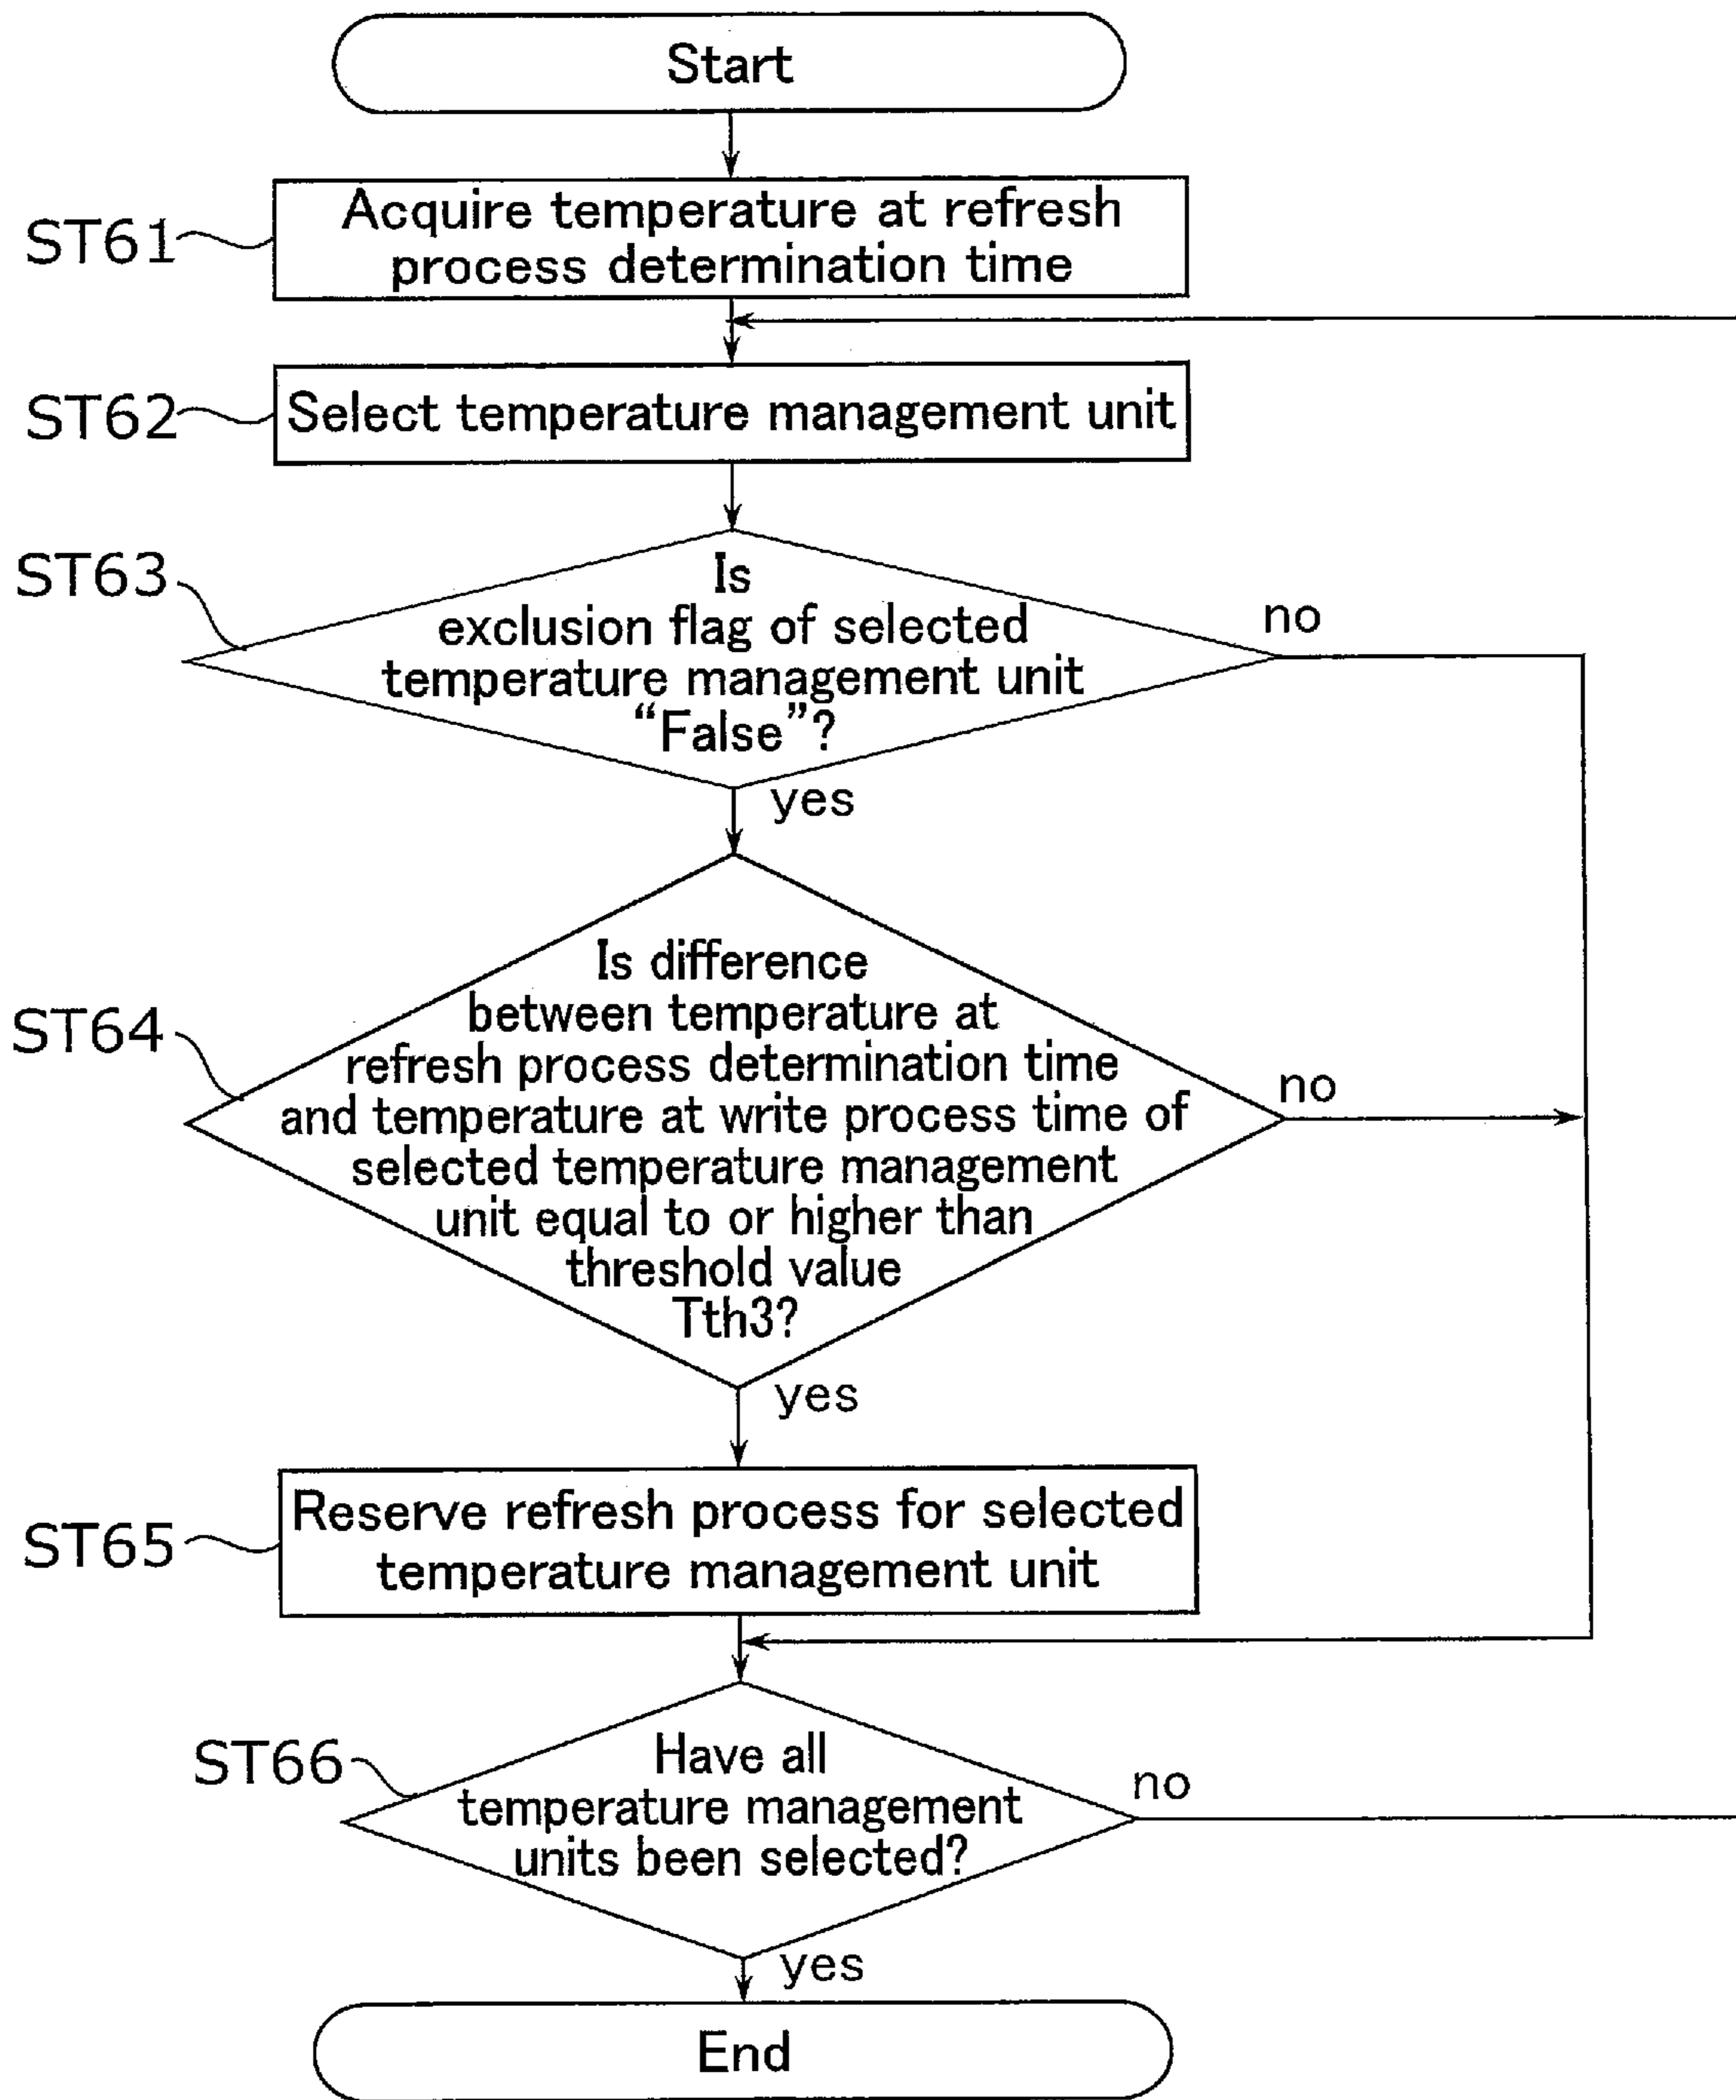 Start
ST61
Acquire temperature at refresh
process determination time
ST62
Select temperature management unit
ST63
Is
exclusion flag of selected
temperature management unit
“False”?
no
yes
ST64
Is difference
between temperature at
refresh process determination time
and temperature at write process time of
selected temperature management
unit equal to or higher than
threshold value
Tth3?
no
yes
ST65
Reserve refresh process for selected
temperature management unit
ST66
Have all
temperature management
units been selected?
no
yes
End